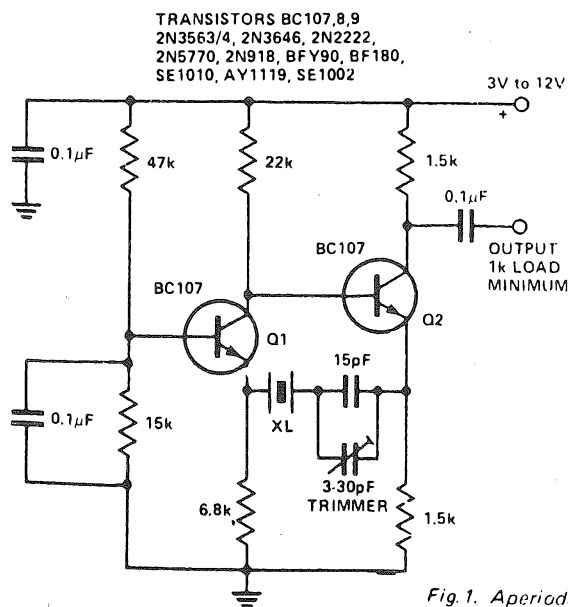 TRANSISTORS BC107,8,9
2N3563/4, 2N3646, 2N2222,
2N5770, 2N918, BFY90, BF180,
SE1010, AY1119, SE1002
3V to 12V
+
0.1µF
47k
22k
1.5k
0.1µF
OUTPUT
1k LOAD
MINIMUM
BC107
BC107
Q1
Q2
15pF
XL
0.1µF
15k
3-30pF
TRIMMER
6.8k
1.5k
Fig. 1. Aperiod